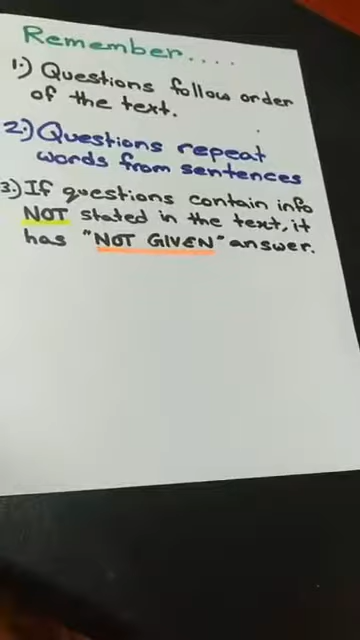 Remember....
1.) Questions follow order
of the text.
2.) Questions repeat
words from sentences
3.) If questions contain info
NOT stated in the text, it
has "NOT GIVEN" answer.